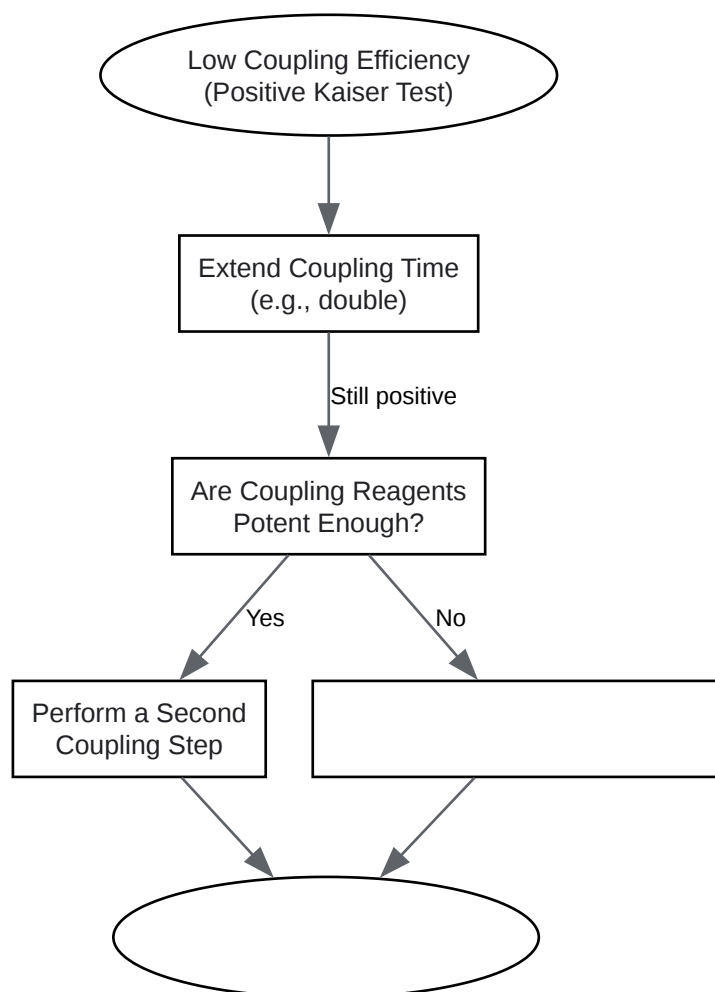 Low Coupling Efficiency
(Positive Kaiser Test)
Extend Coupling Time
(e.g., double)
Still positive
Are Coupling Reagents
Potent Enough?
Yes
No
Perform a Second
Coupling Step